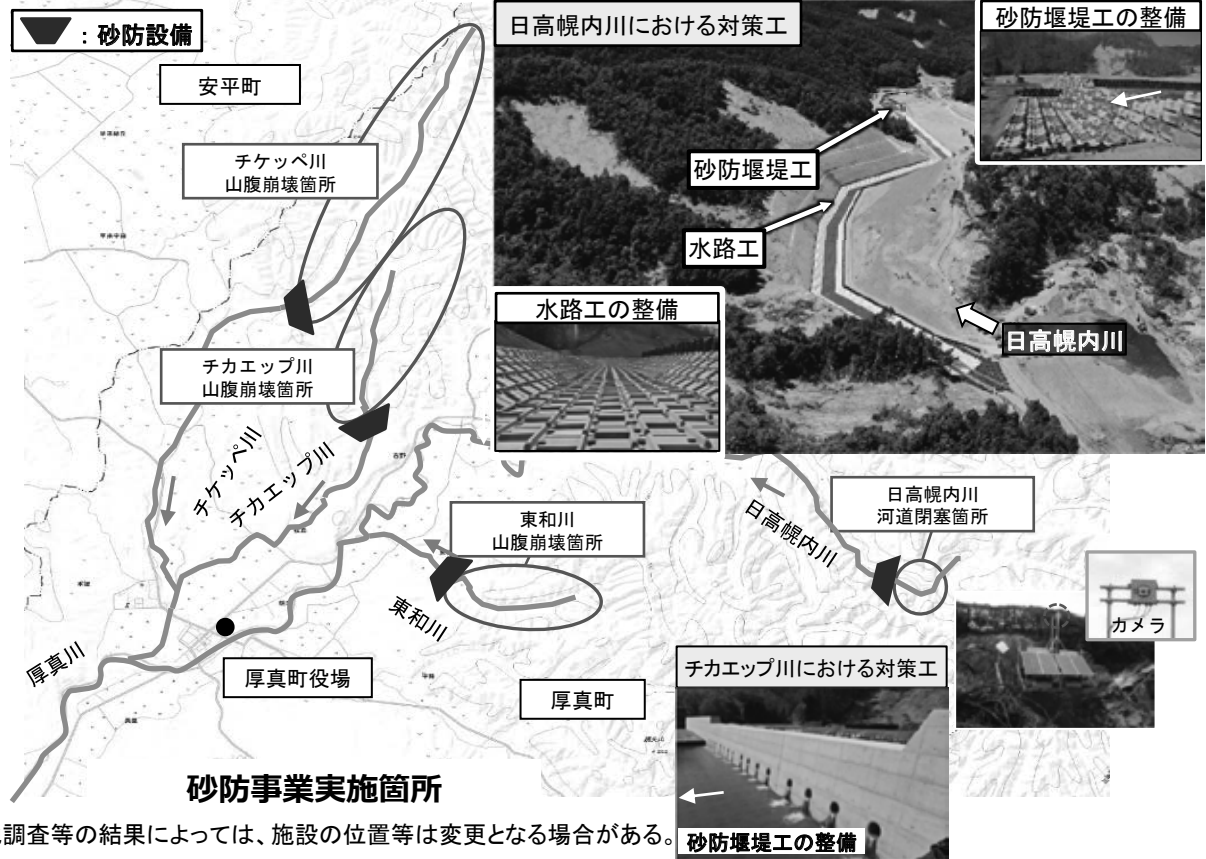 ：砂防設備
安平町
チケッペ川
山腹崩壊箇所
チカエップ川
山腹崩壊箇所
チケッペ川
チカエップ川
東和川
山腹崩壊箇所
東和川
厚真川
厚真町役場
厚真町
日高幌内川における対策工
砂防堰堤工の整備
砂防堰堤工
水路工
水路工の整備
日高幌内川
日高幌内川
日高幌内川
河道閉塞箇所
カメラ
チカエップ川における対策工
砂防堰堤工の整備
砂防事業実施箇所
調査等の結果によっては、施設の位置等は変更となる場合がある。